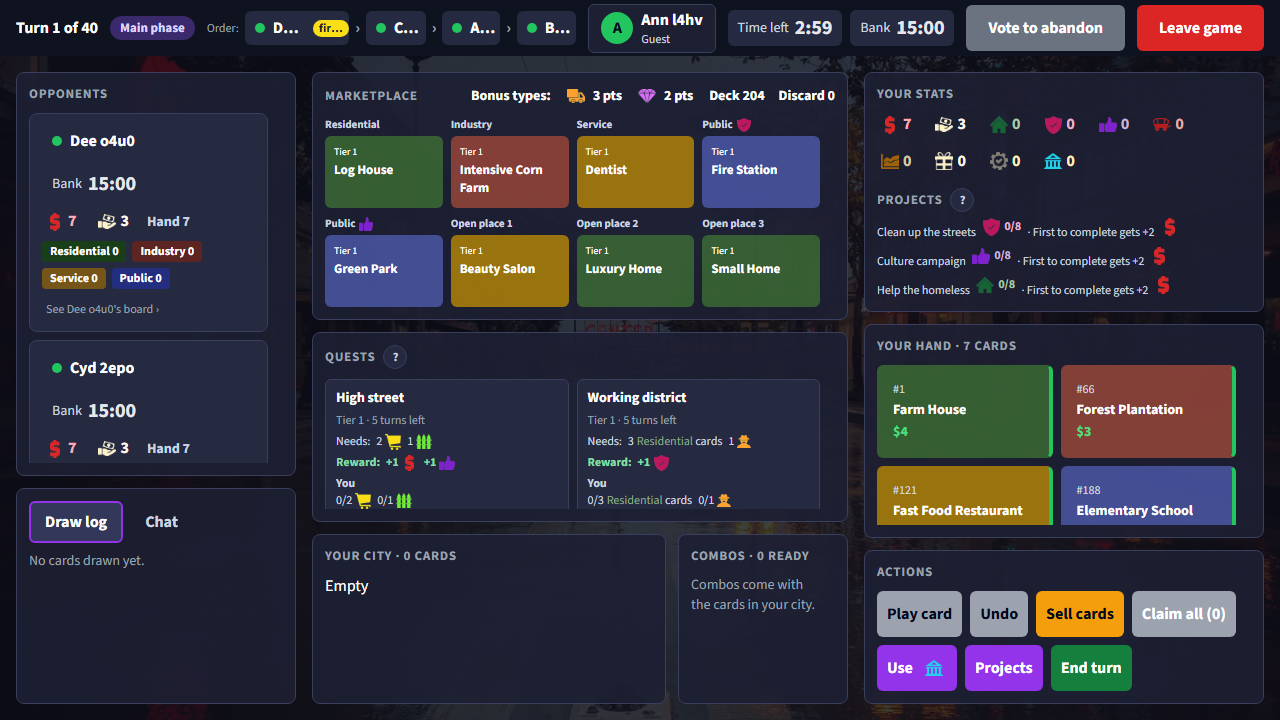 Turn 1 of 40
Main phase
Order:
D...
fir...
›
C...
›
A...
›
B...
A
Ann l4hv
Guest
Time left 2:59
Bank 15:00
Vote to abandon
Leave game
OPPONENTS
Dee o4u0
Bank 15:00
7 3 Hand 7
Residential 0 Industry 0
Service 0 Public 0
See Dee o4u0's board ›
Cyd 2epo
Bank 15:00
7 3 Hand 7
Draw log Chat
No cards drawn yet.
MARKETPLACE
Bonus types: 3 pts 2 pts Deck 204 Discard 0
Residential
Tier 1
Log House
Industry
Tier 1
Intensive Corn
Farm
Service
Tier 1
Dentist
Public
Tier 1
Fire Station
Public
Tier 1
Green Park
Open place 1
Tier 1
Beauty Salon
Open place 2
Tier 1
Luxury Home
Open place 3
Tier 1
Small Home
QUESTS ?
High street
Tier 1 · 5 turns left
Needs: 2 1
Reward: +1 +1
You
0/2 0/1
Working district
Tier 1 · 5 turns left
Needs: 3 Residential cards 1
Reward: +1
You
0/3 Residential cards 0/1
YOUR CITY · 0 CARDS
Empty
COMBOS · 0 READY
Combos come with
the cards in your city.
YOUR STATS
7 3 0 0 0 0
0 0 0 0
PROJECTS ?
Clean up the streets 0/8 · First to complete gets +2
Culture campaign 0/8 · First to complete gets +2
Help the homeless 0/8 · First to complete gets +2
YOUR HAND · 7 CARDS
#1
Farm House
$4
#66
Forest Plantation
$3
#121
Fast Food Restaurant
#188
Elementary School
ACTIONS
Play card Undo Sell cards Claim all (0)
Use Projects End turn